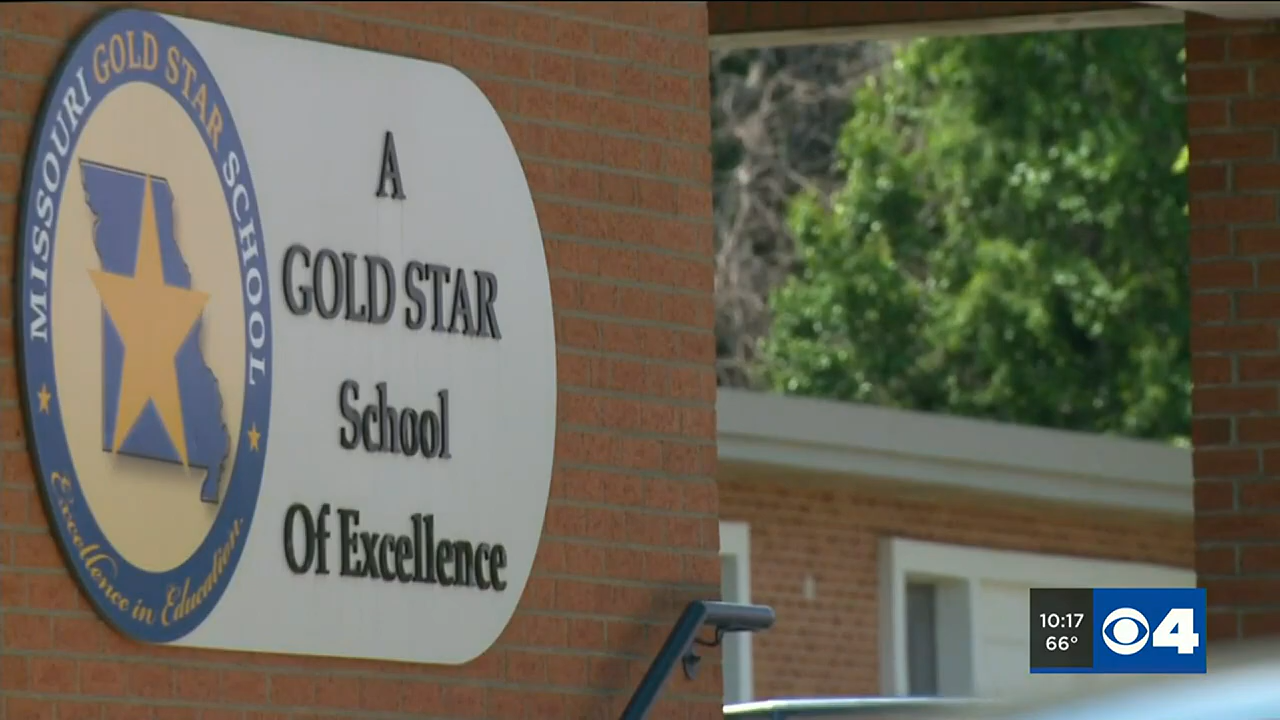 MISSOURI GOLD STAR SCHOOL
Excellence in Education
A
GOLD STAR
School
Of Excellence
10:17
66°
4